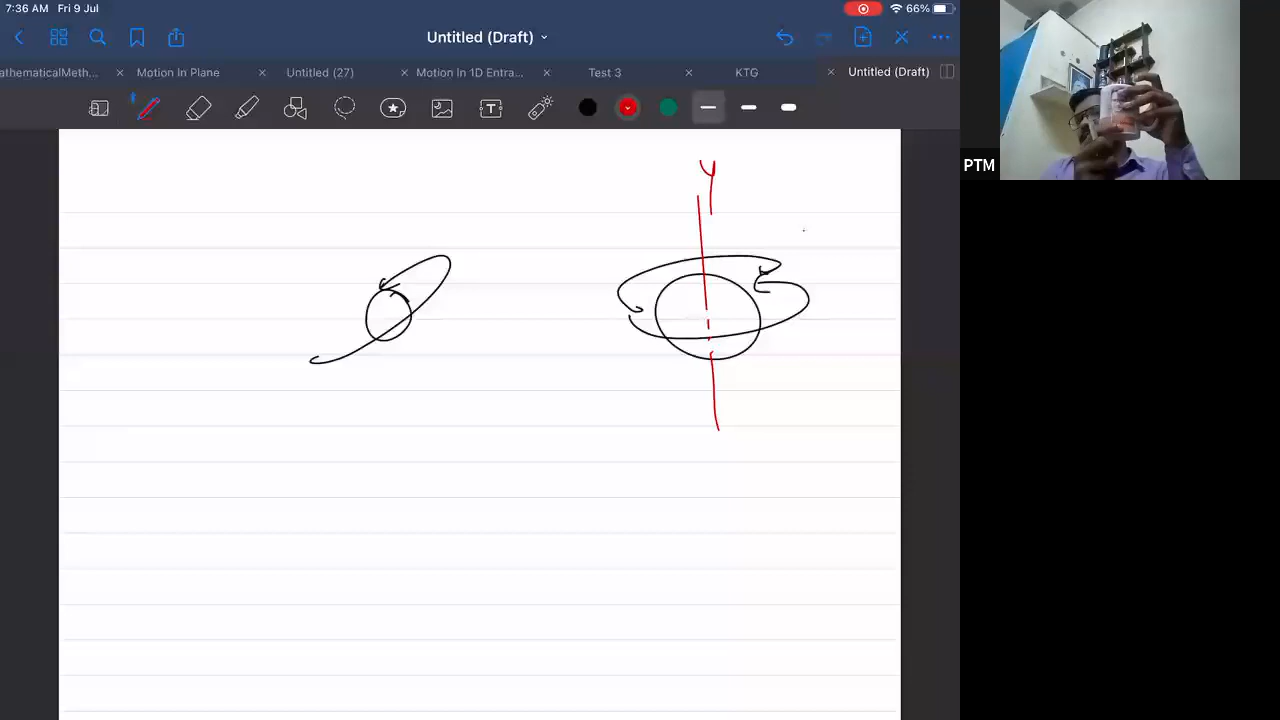 7:36 AM Fri 9 Jul
66%
Untitled (Draft)
athematicalMeth...
Motion In Plane
Untitled (27)
Motion In 1D Entra...
Test 3
KTG
Untitled (Draft)
T
y
PTM